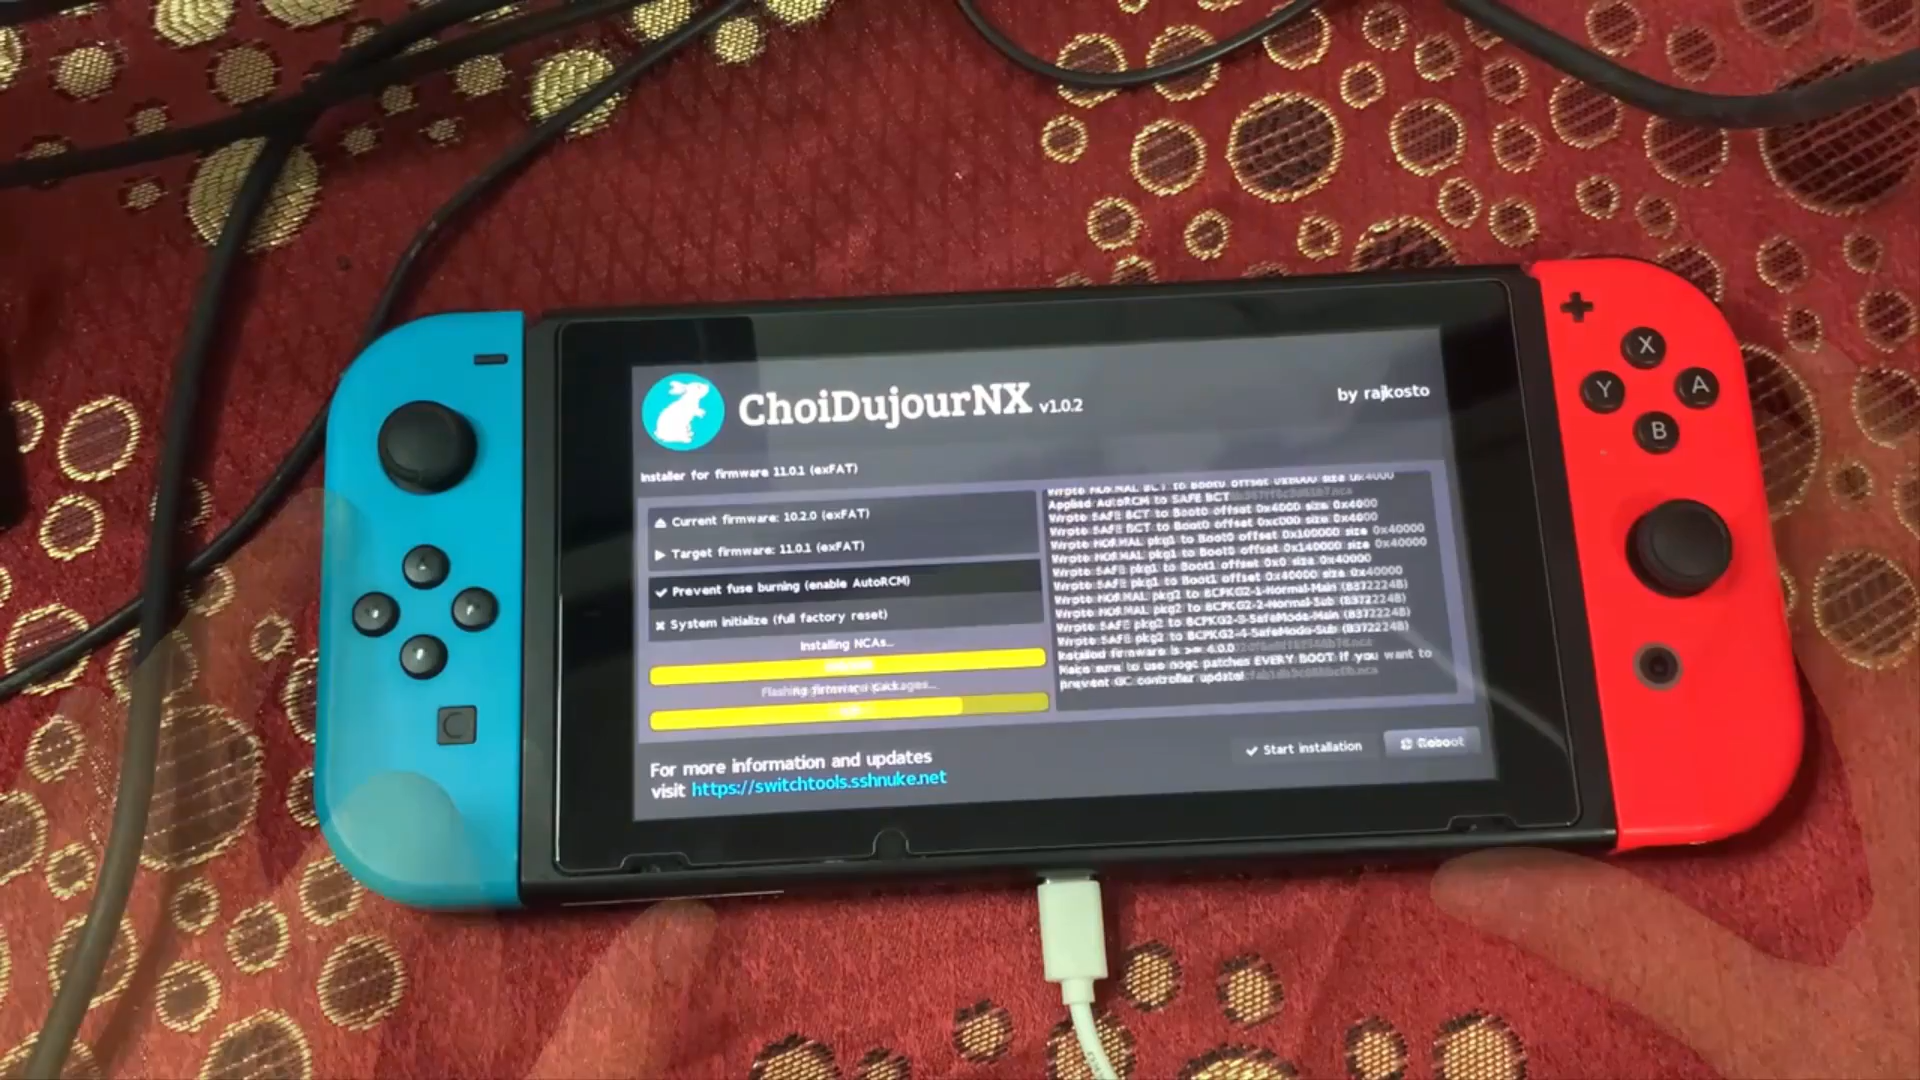 ChoiDujourNX v1.0.2
by rajkosto
Installer for firmware 11.0.1 (exFAT)
Current firmware: 10.2.0 (exFAT)
Target firmware: 11.0.1 (exFAT)
Prevent fuse burning (enable AutoRCM)
System initialize (full factory reset)
Installing NCAs...
Wrote NORMAL BCT to Boot0 offset size 0x4000
Applied AutoRCM to SAFE BCT
Wrote SAFE BCT to Boot0 offset 0x4000 size 0x4000
Wrote SAFE BCT to Boot0 offset 0xc000 size 0x4000
Wrote NORMAL pkg1 to Boot0 offset 0x100000 size 0x40000
Wrote NORMAL pkg1 to Boot0 offset 0x140000 size 0x40000
Wrote SAFE pkg1 to Boot1 offset 0x0 size 0x40000
Wrote SAFE pkg1 to Boot1 offset 0x40000 size 0x40000
Wrote NORMAL pkg2 to BCPKG2-1-Normal-Main (8372224B)
Wrote NORMAL pkg2 to BCPKG2-2-Normal-Sub (8372224B)
Wrote SAFE pkg2 to BCPKG2-3-SafeMode-Main (8372224B)
Wrote SAFE pkg2 to BCPKG2-4-SafeMode-Sub (8372224B)
Installed firmware is >= 4.0.0
Make sure to use nogc patches EVERY BOOT if you want to
prevent GC controller update!
Start installation
Reboot
For more information and updates
visit https://switchtools.sshnuke.net
X
Y
A
B